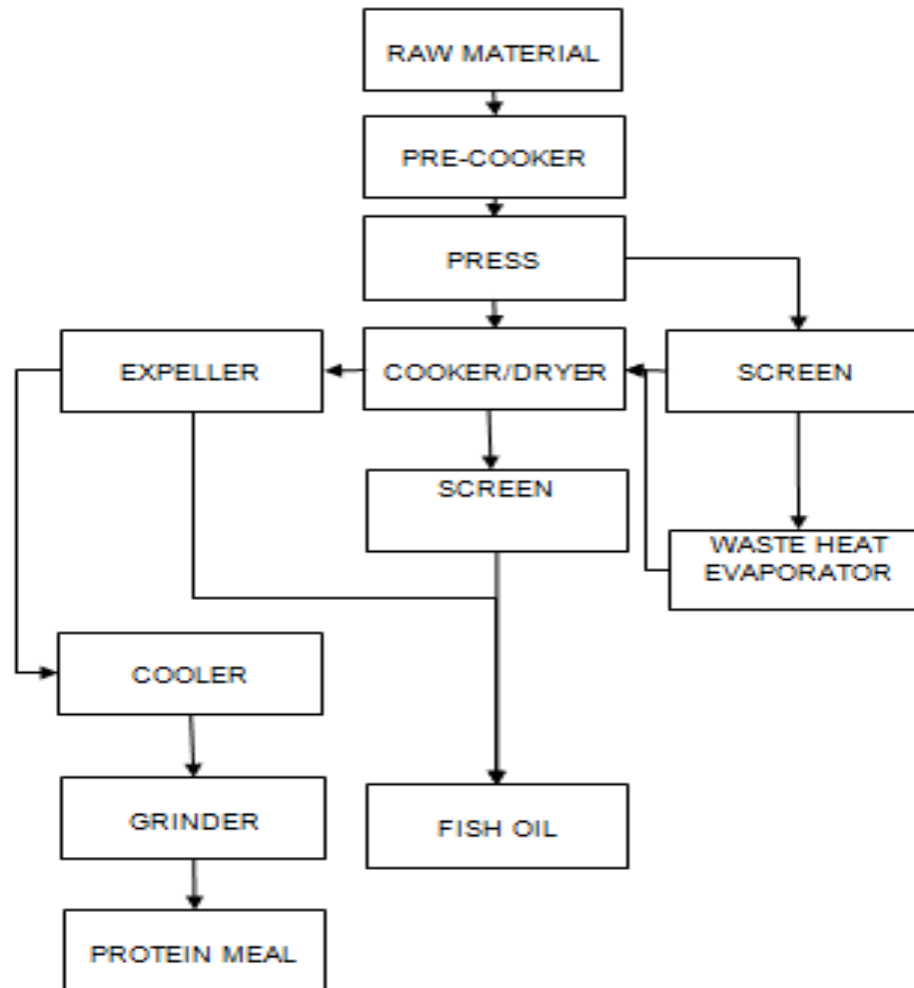 RAW MATERIAL
PRE-COOKER
PRESS
EXPELLER
COOKER/DRYER
SCREEN
SCREEN
WASTE HEAT
EVAPORATOR
COOLER
GRINDER
FISH OIL
PROTEIN MEAL